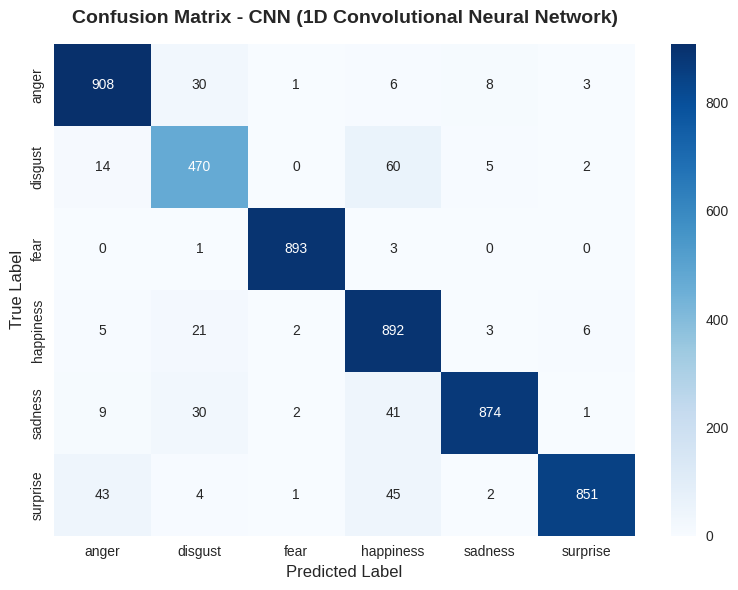 Confusion Matrix - CNN (1D Convolutional Neural Network)
anger 908 30 1 6 8 3
disgust 14 470 0 60 5 2
fear 0 1 893 3 0 0
happiness 5 21 2 892 3 6
sadness 9 30 2 41 874 1
surprise 43 4 1 45 2 851
True Label
anger disgust fear happiness sadness surprise
Predicted Label
800
600
400
200
0